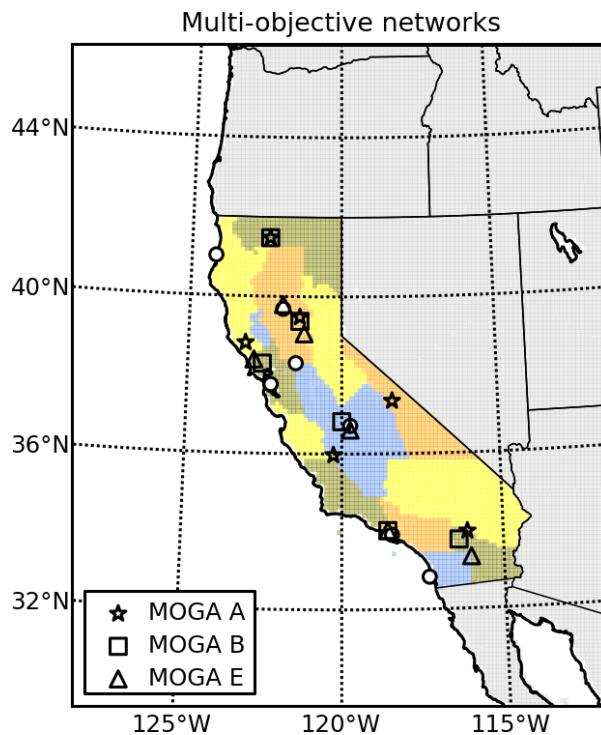 Multi-objective networks
44°N
40°N
36°N
32°N
MOGA A
MOGA B
MOGA E
125°W 120°W 115°W